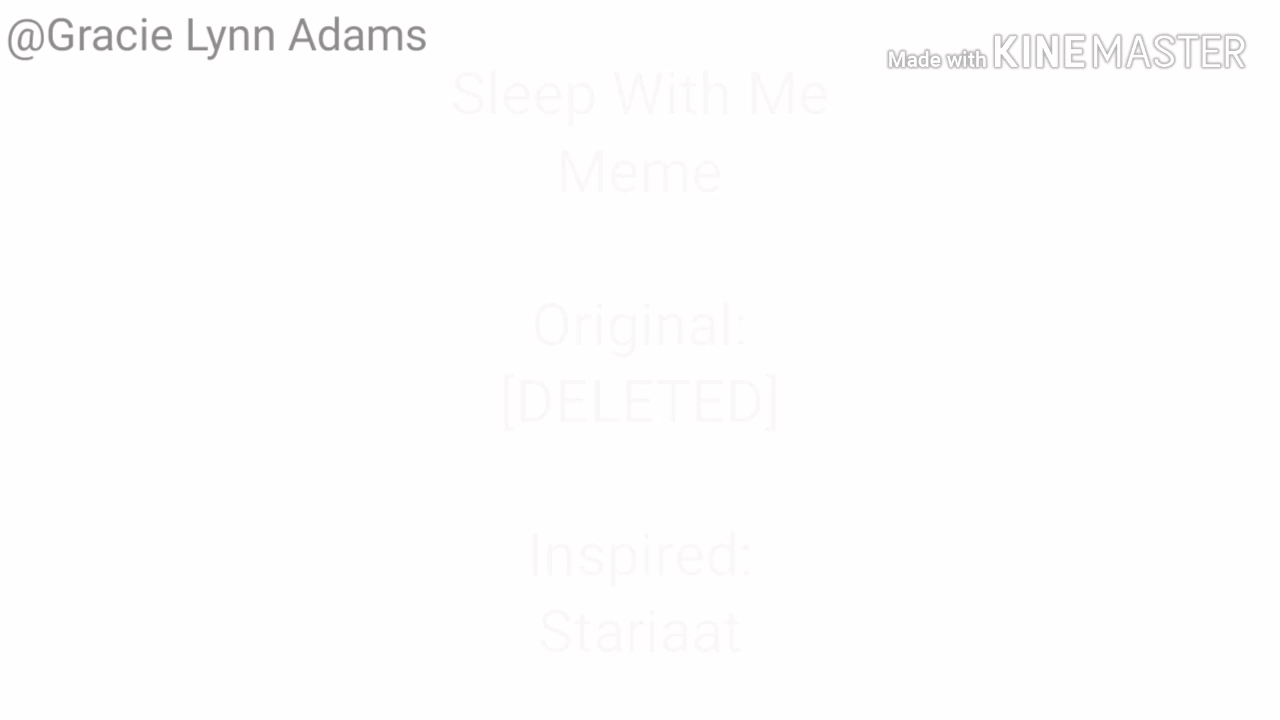 @Gracie Lynn Adams
Made with KINEMASTER
Sleep With Me
Meme
Original:
[DELETED]
Inspired:
Stariaat